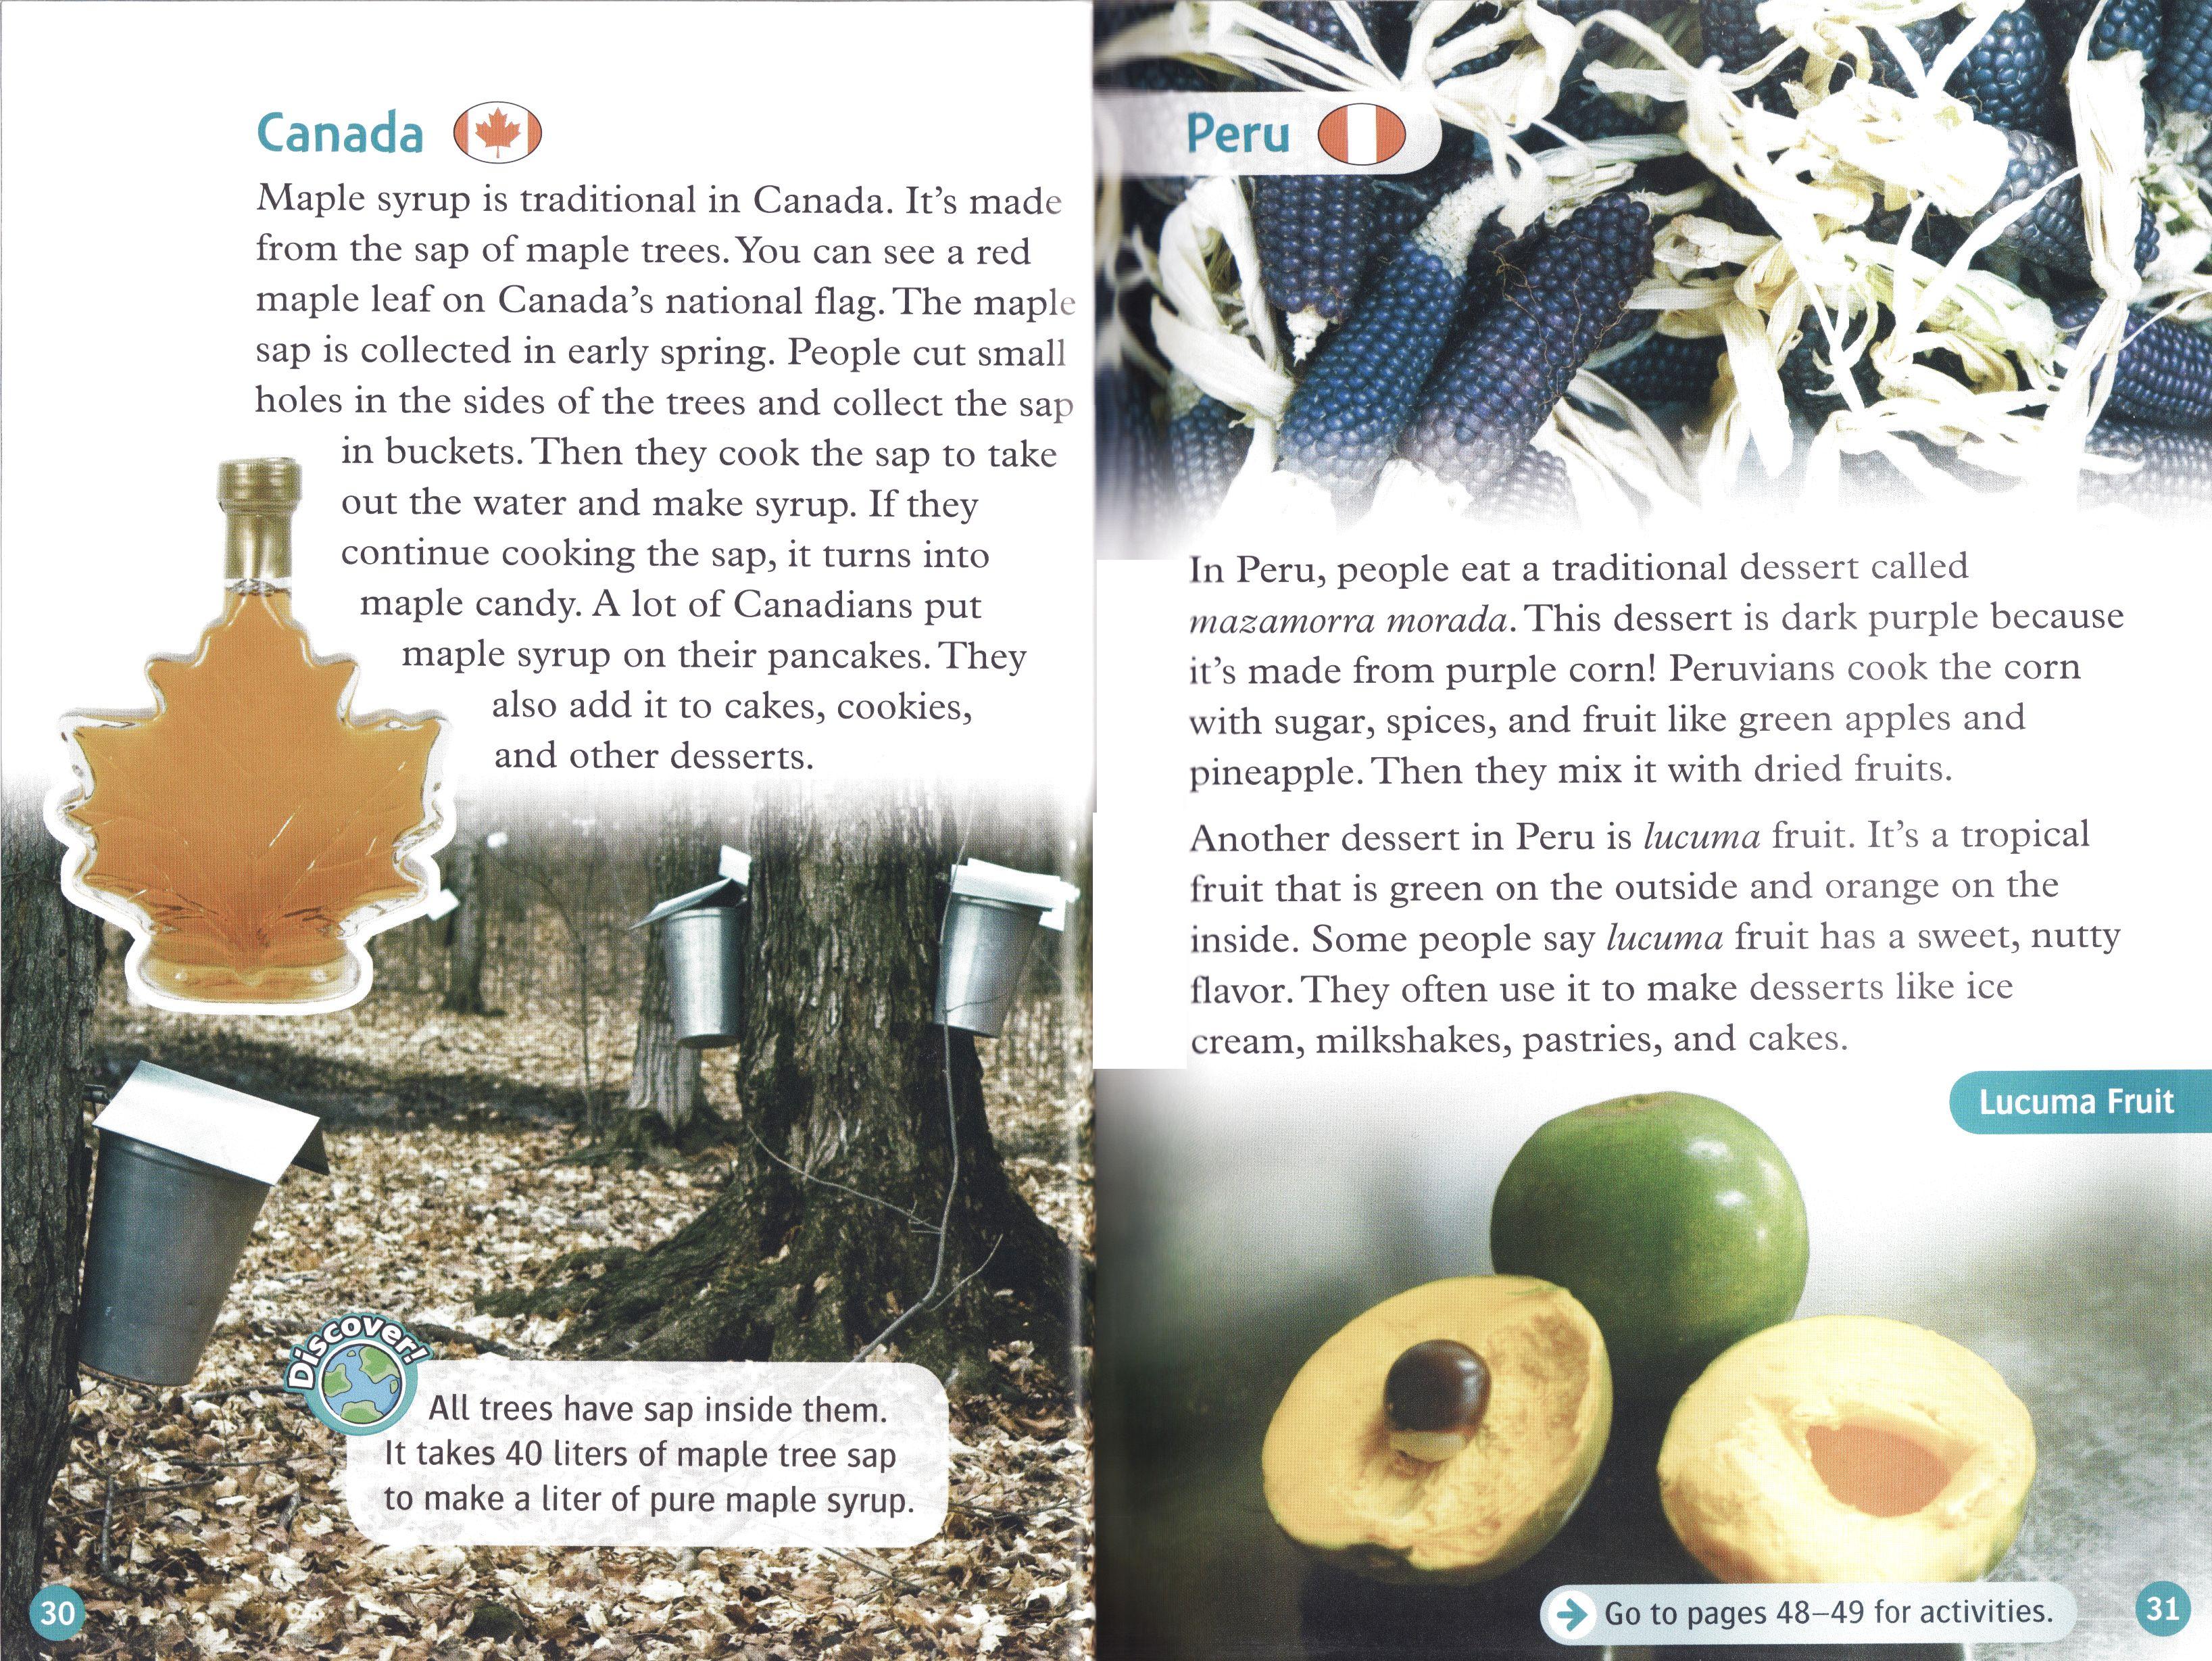 Canada
Maple syrup is traditional in Canada. It's made
from the sap of maple trees. You can see a red
maple leaf on Canada's national flag. The maple
sap is collected in early spring. People cut small
holes in the sides of the trees and collect the sap
in buckets. Then they cook the sap to take
out the water and make syrup. If they
continue cooking the sap, it turns into
maple candy. A lot of Canadians put
maple syrup on their pancakes. They
also add it to cakes, cookies,
and other desserts.
Discover!
All trees have sap inside them.
It takes 40 liters of maple tree sap
to make a liter of pure maple syrup.
30
Peru
In Peru, people eat a traditional dessert called
mazamorra morada. This dessert is dark purple because
it's made from purple corn! Peruvians cook the corn
with sugar, spices, and fruit like green apples and
pineapple. Then they mix it with dried fruits.
Another dessert in Peru is lucuma fruit. It's a tropical
fruit that is green on the outside and orange on the
inside. Some people say lucuma fruit has a sweet, nutty
flavor. They often use it to make desserts like ice
cream, milkshakes, pastries, and cakes.
Lucuma Fruit
Go to pages 48–49 for activities.
31